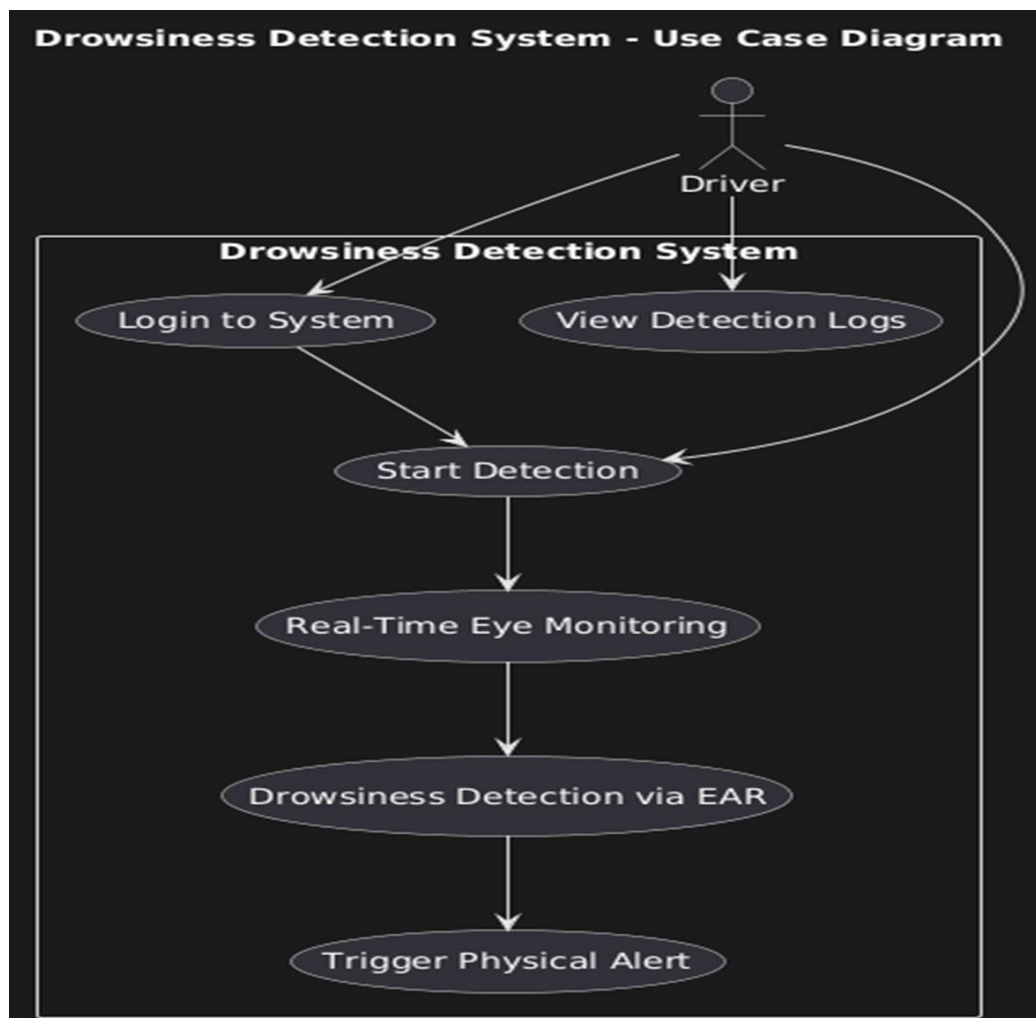 Drowsiness Detection System - Use Case Diagram
Driver
Drowsiness Detection System
Login to System
View Detection Logs
Start Detection
Real-Time Eye Monitoring
Drowsiness Detection via EAR
Trigger Physical Alert